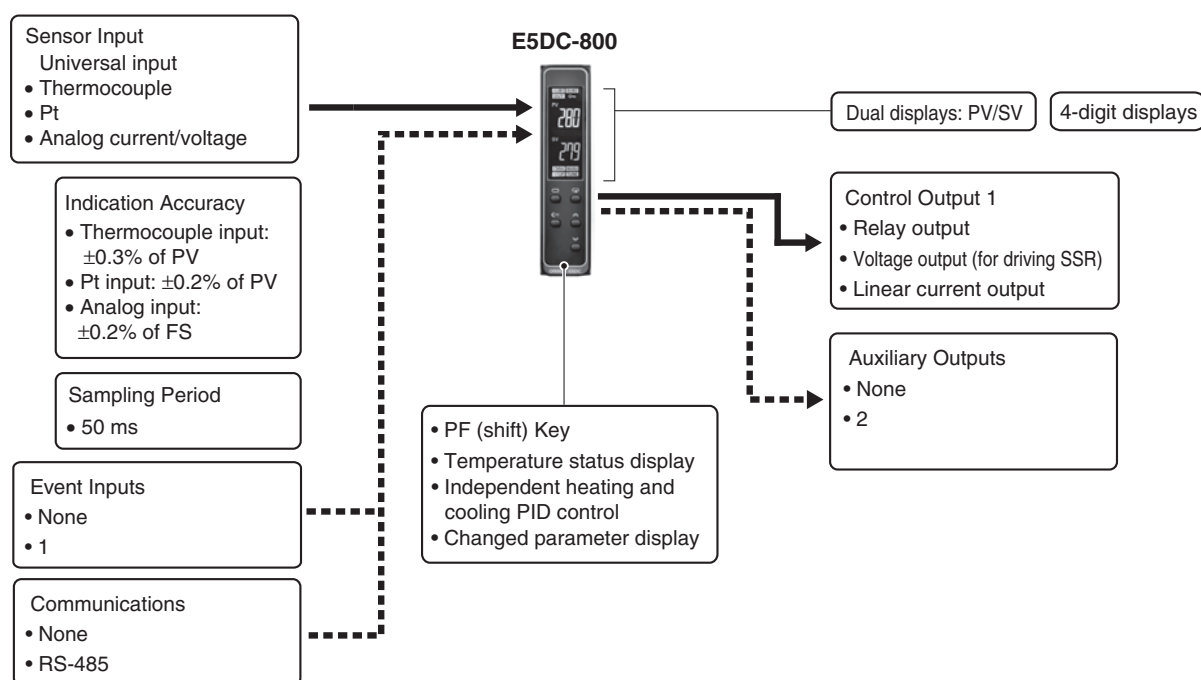 Sensor Input
Universal input
• Thermocouple
• Pt
• Analog current/voltage
Indication Accuracy
• Thermocouple input:
±0.3% of PV
• Pt input: ±0.2% of PV
• Analog input:
±0.2% of FS
Sampling Period
• 50 ms
Event Inputs
• None
• 1
Communications
• None
• RS-485
E5DC-800
PV
280
SV
279
• PF (shift) Key
• Temperature status display
• Independent heating and
cooling PID control
• Changed parameter display
Dual displays: PV/SV
4-digit displays
Control Output 1
• Relay output
• Voltage output (for driving SSR)
• Linear current output
Auxiliary Outputs
• None
• 2